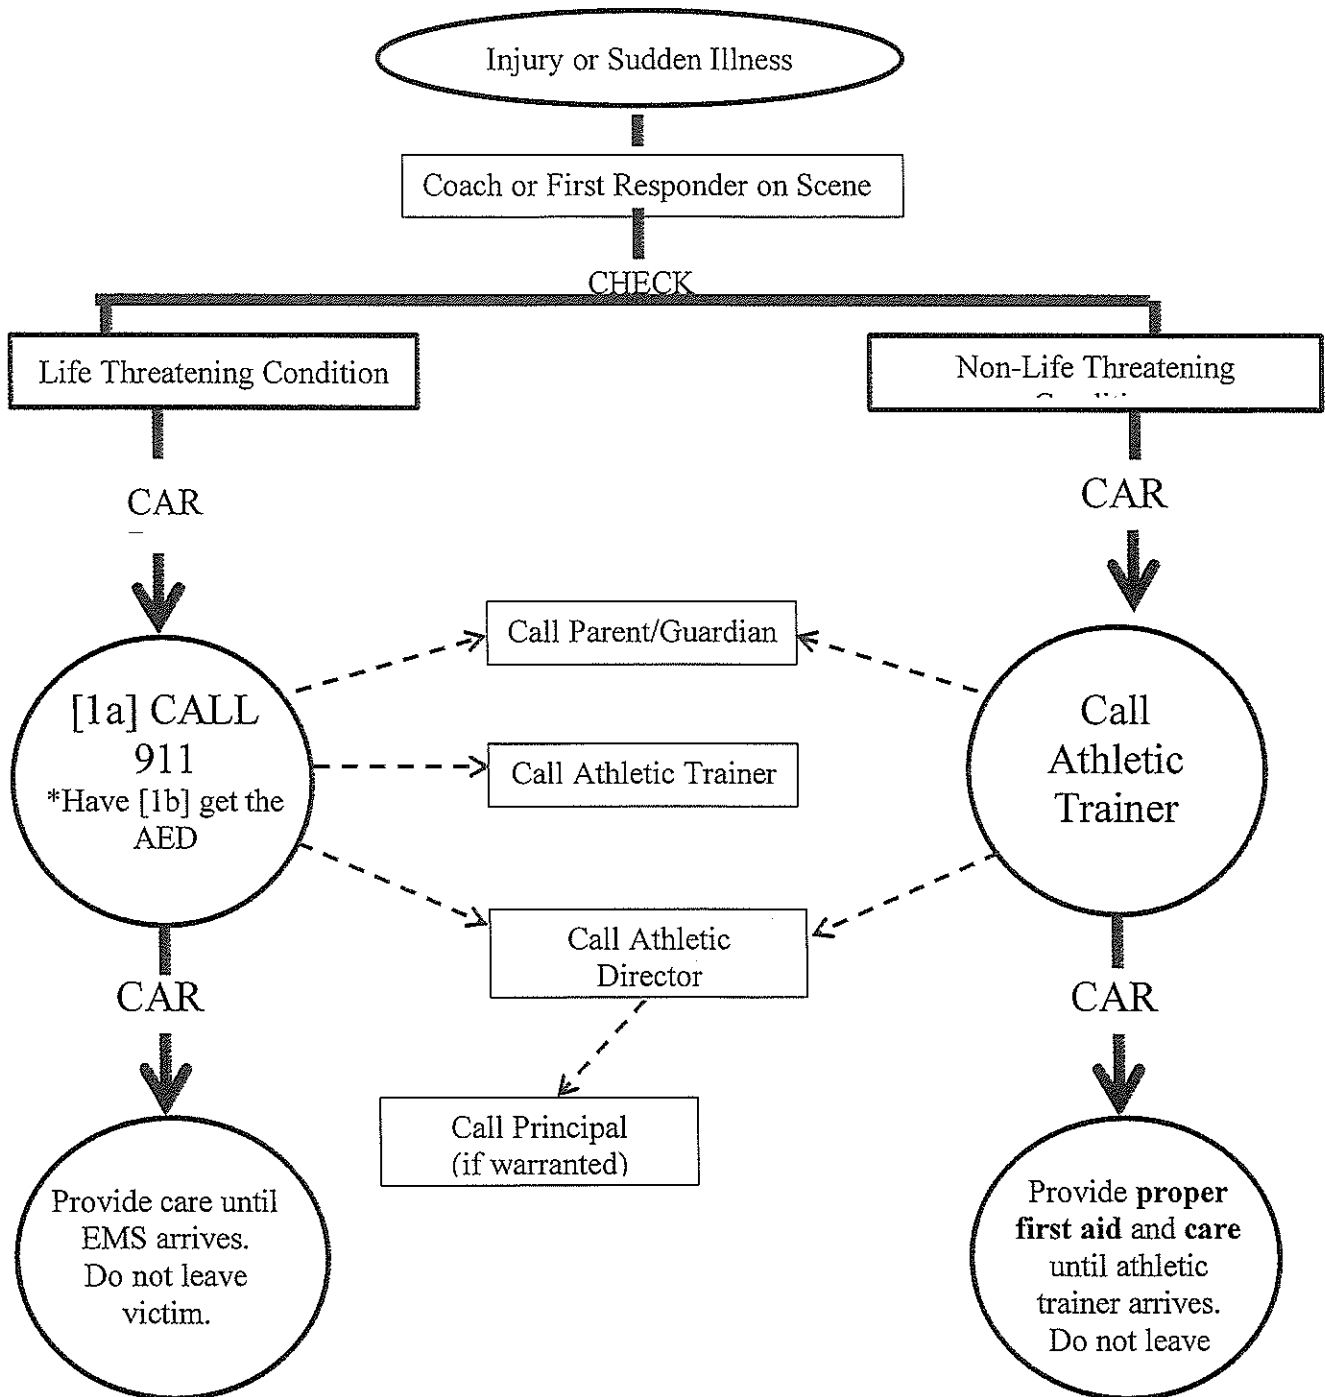 Injury or Sudden Illness
Coach or First Responder on Scene
CHECK
Life Threatening Condition
Non-Life Threatening
CAR
CAR
Call Parent/Guardian
[1a] CALL
911
*Have [1b] get the
AED
Call Athletic Trainer
Call
Athletic
Trainer
Call Athletic
Director
CAR
CAR
Call Principal
(if warranted)
Provide care until
EMS arrives.
Do not leave
victim.
Provide proper
first aid and care
until athletic
trainer arrives.
Do not leave